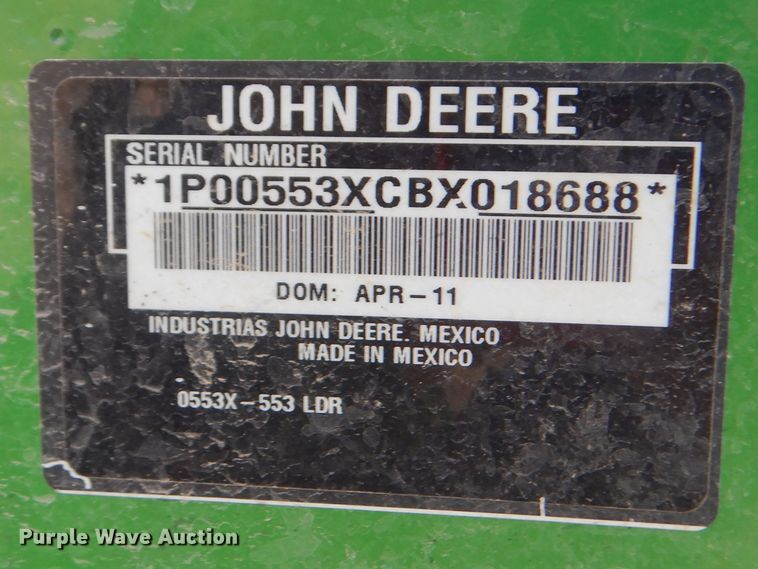 JOHN DEERE
SERIAL NUMBER
*1P00553XCBX018688*
DOM: APR-11
INDUSTRIAS JOHN DEERE. MEXICO
MADE IN MEXICO
0553X-553 LDR
Purple Wave Auction